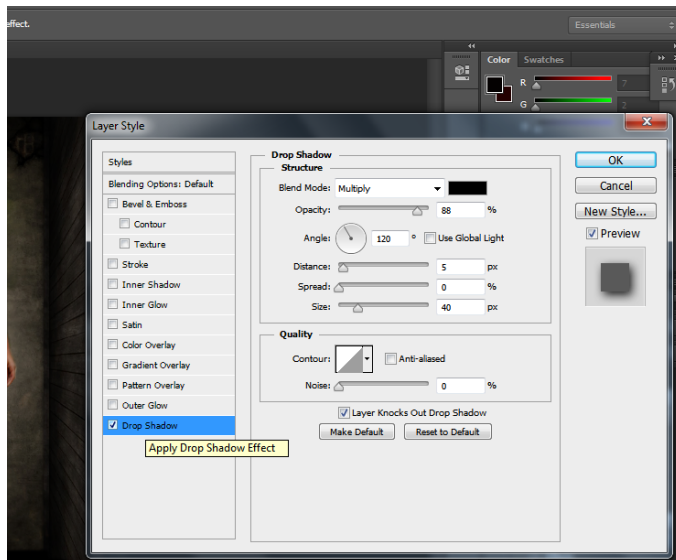 effect.
Essentials
Color Swatches
R 7
G 2
Layer Style
Styles
Blending Options: Default
Bevel & Emboss
Contour
Texture
Stroke
Inner Shadow
Inner Glow
Satin
Color Overlay
Gradient Overlay
Pattern Overlay
Outer Glow
Drop Shadow
Apply Drop Shadow Effect
Drop Shadow
Structure
Blend Mode: Multiply
Opacity: 88 %
Angle: 120 ° Use Global Light
Distance: 5 px
Spread: 0 %
Size: 40 px
Quality
Contour: Anti-aliased
Noise: 0 %
Layer Knocks Out Drop Shadow
Make Default Reset to Default
OK
Cancel
New Style...
Preview